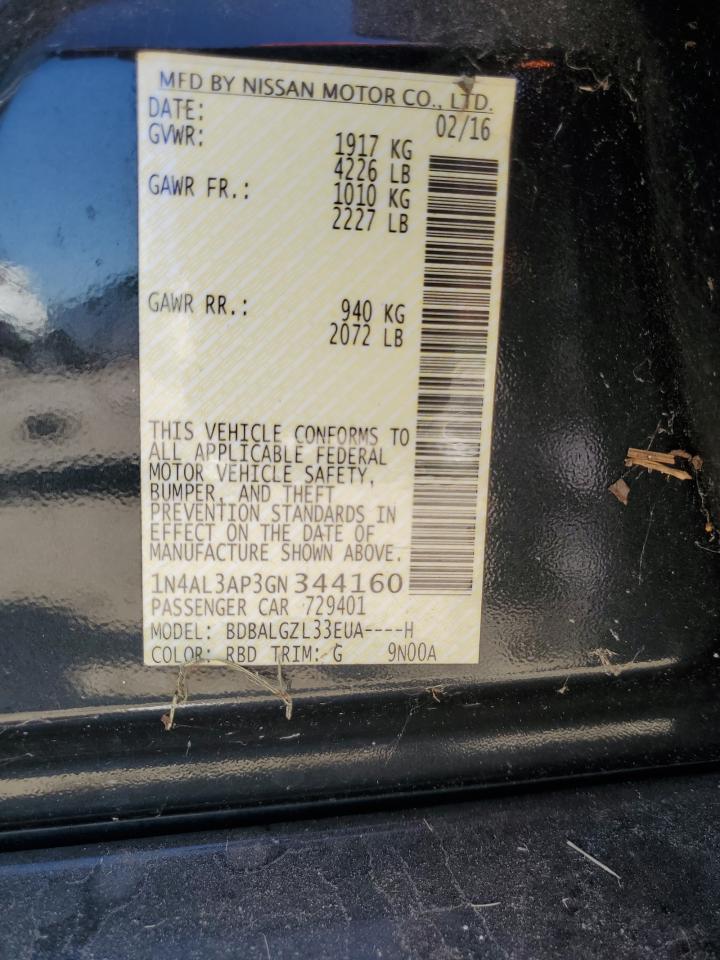 MFD BY NISSAN MOTOR CO., LTD.
DATE: 02/16
GVWR: 1917 KG
4226 LB
GAWR FR.: 1010 KG
2227 LB
GAWR RR.: 940 KG
2072 LB
THIS VEHICLE CONFORMS TO
ALL APPLICABLE FEDERAL
MOTOR VEHICLE SAFETY,
BUMPER, AND THEFT
PREVENTION STANDARDS IN
EFFECT ON THE DATE OF
MANUFACTURE SHOWN ABOVE.
1N4AL3AP3GN344160
PASSENGER CAR 729401
MODEL: BDBALGZL33EUA----H
COLOR: RBD TRIM: G 9N00A